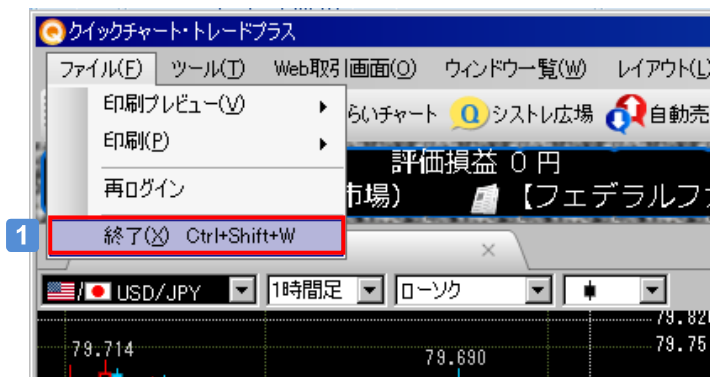 クイックチャート・トレードプラス
ファイル(F) ツール(T) Web取引画面(O) ウィンドウ一覧(W) レイアウト(L)
印刷プレビュー(V) らいチャート シストレ広場 自動売
印刷(P)
評価損益 0 円
再ログイン
市場) 【フェデラルファ
1 終了(X) Ctrl+Shift+W
USD/JPY 1時間足 ローソク
79.820
79.714 79.690 79.75